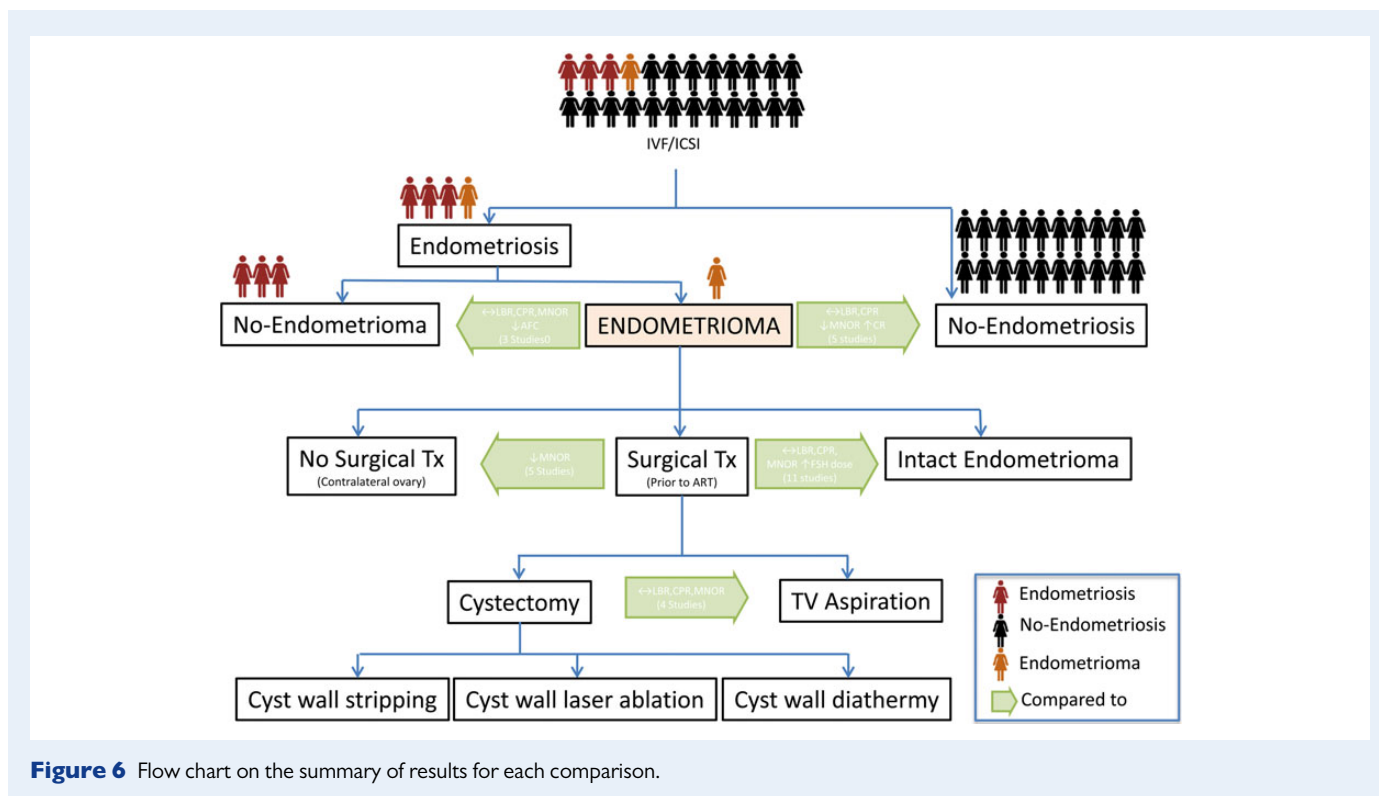 IVF/ICSI
Endometriosis
No-Endometrioma
↔LBR,CPR,MNOR
↓AFC
(3 Studies0
ENDOMETRIOMA
↔LBR,CPR
↓MNOR ↑CR
(5 studies)
No-Endometriosis
No Surgical Tx
(Contralateral ovary)
↓MNOR
(5 Studies)
Surgical Tx
(Prior to ART)
↔LBR,CPR,
MNOR ↑FSH dose
(11 studies)
Intact Endometrioma
Cystectomy
↔LBR,CPR,MNOR
(4 Studies)
TV Aspiration
Cyst wall stripping
Cyst wall laser ablation
Cyst wall diathermy
Endometriosis
No-Endometriosis
Endometrioma
Compared to
Figure 6 Flow chart on the summary of results for each comparison.